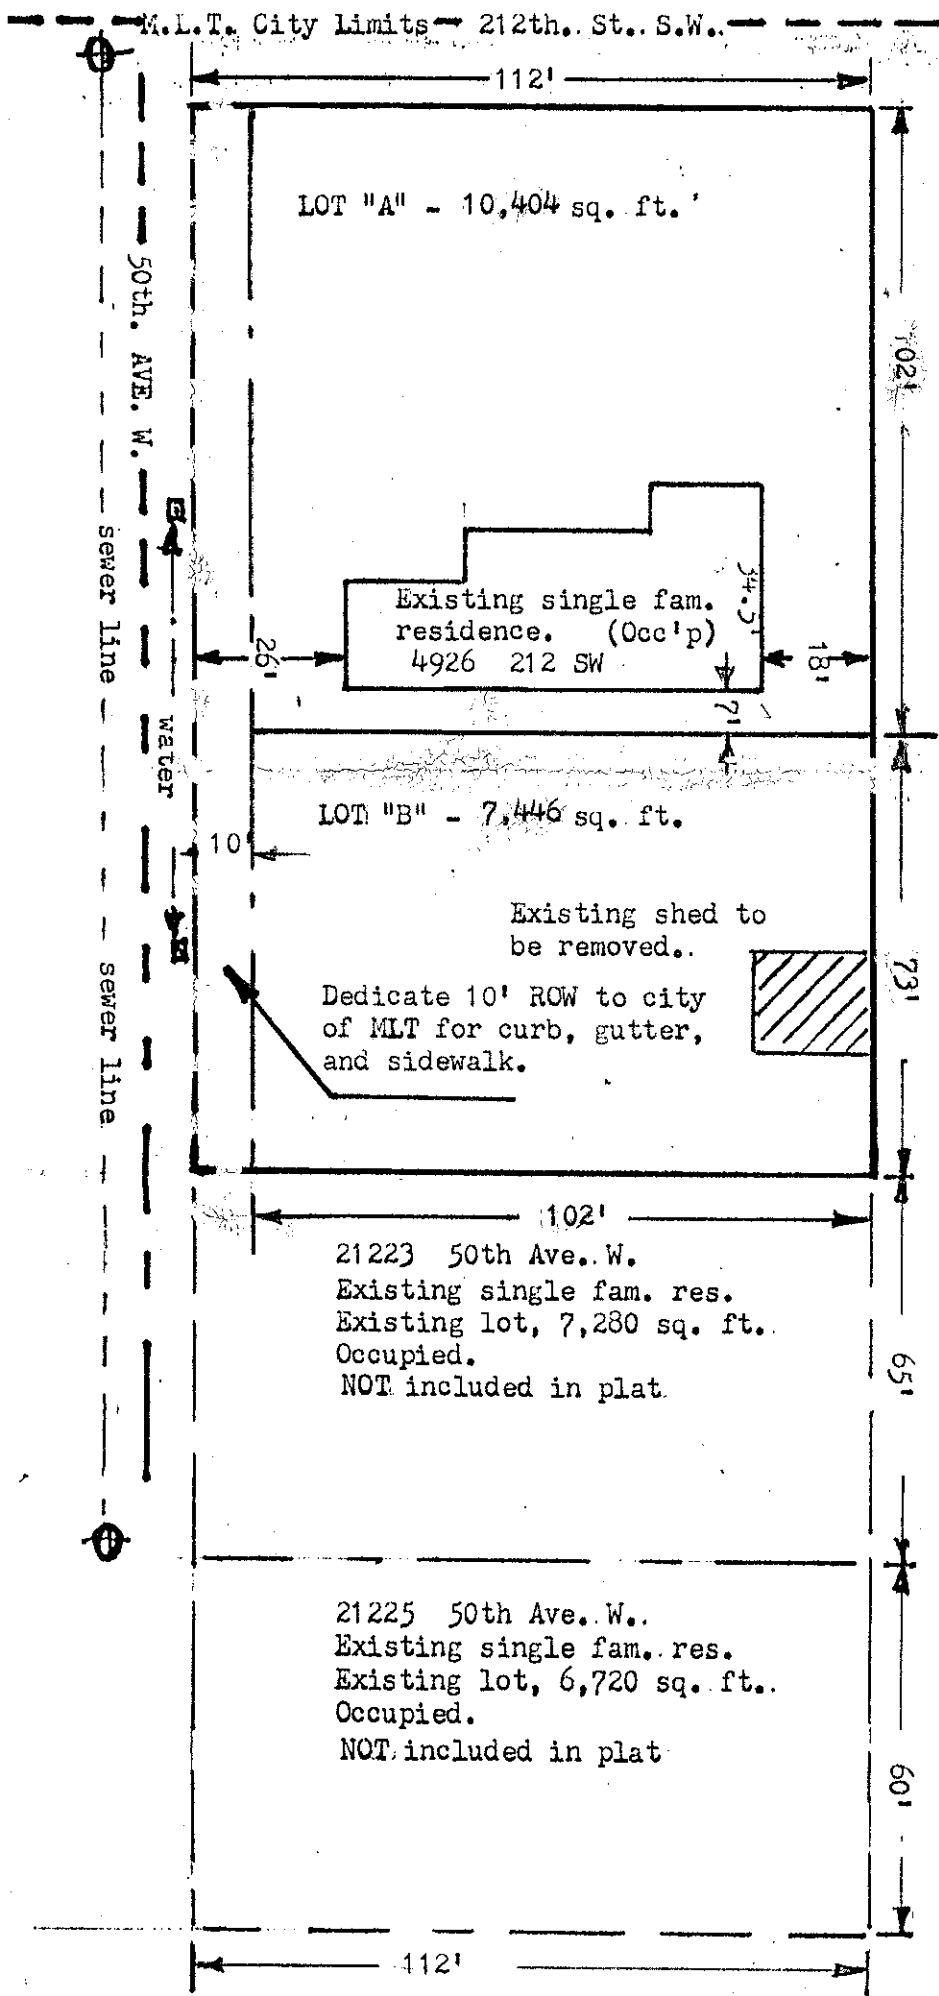 M.L.T. City Limits 212th. St. S.W.
112'
LOT "A" - 10,404 sq. ft.
50th. AVE. W.
102'
sewer line
34.5'
Existing single fam.
residence. (Occ'p)
4926 212 SW
26'
18'
7'
water
LOT "B" - 7,446 sq. ft.
10'
Existing shed to
be removed.
73'
Dedicate 10' ROW to city
of MLT for curb, gutter,
and sidewalk.
sewer line
102'
21223 50th Ave. W.
Existing single fam. res.
Existing lot, 7,280 sq. ft.
Occupied.
NOT included in plat
65'
21225 50th Ave. W.
Existing single fam. res.
Existing lot, 6,720 sq. ft.
Occupied.
NOT included in plat
60'
112'